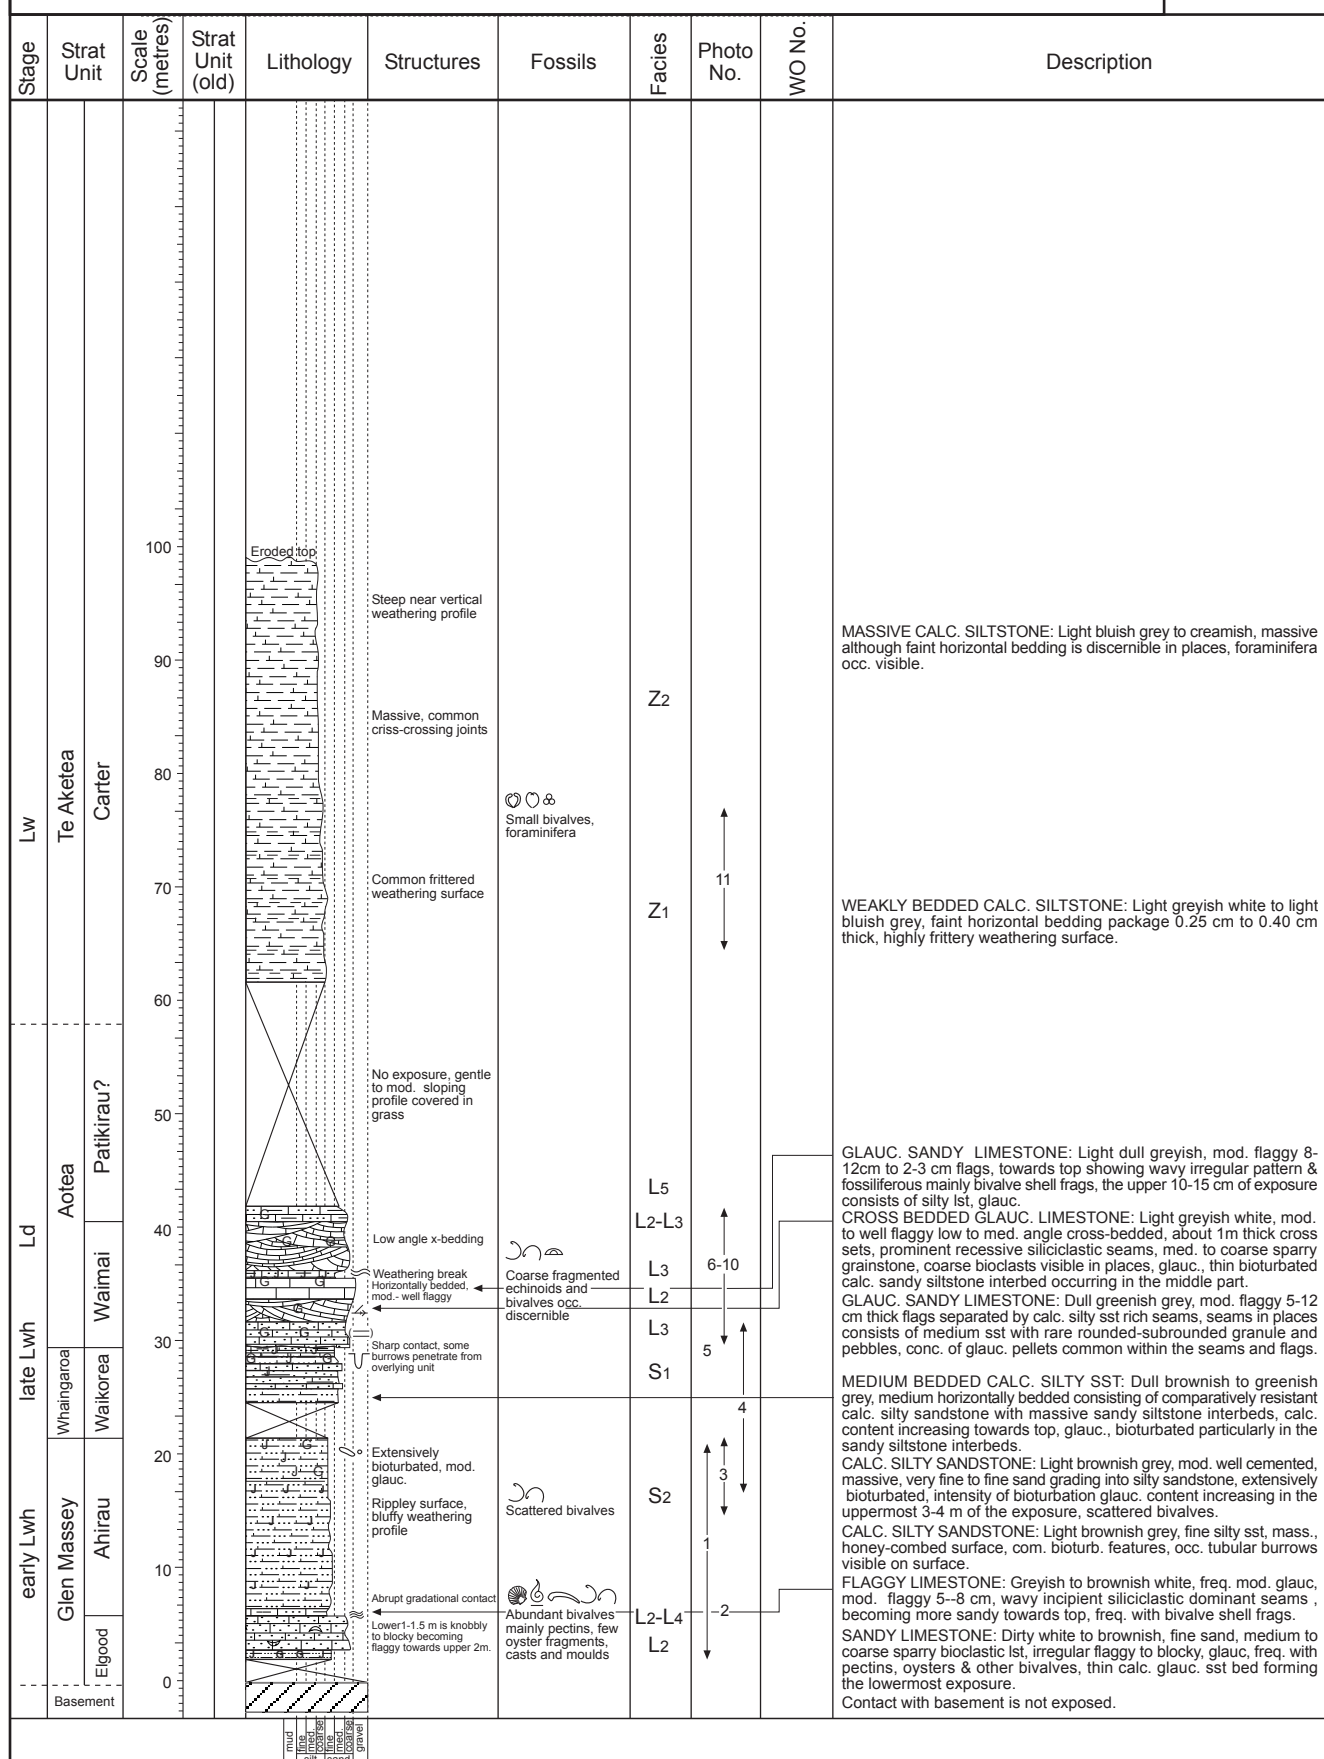 Stage
Strat
Unit
Scale
(metres)
Strat
Unit
(old)
Lithology
Structures
Fossils
Facies
Photo
No.
WO No.
Description
Lw
Ld
late Lwh
early Lwh
Te Aketea
Aotea
Whaingaroa
Glen Massey
Carter
Patikirau?
Waimai
Waikorea
Ahirau
Elgood
Basement
100
90
80
70
60
50
40
30
20
10
0
Eroded top
Steep near vertical
weathering profile
Massive, common
criss-crossing joints
Common frittered
weathering surface
No exposure, gentle
to mod. sloping
profile covered in
grass
Low angle x-bedding
Weathering break
Horizontally bedded,
mod.- well flaggy
Sharp contact, some
burrows penetrate from
overlying unit
Extensively
bioturbated, mod.
glauc.
Rippley surface,
bluffy weathering
profile
Abrupt gradational contact
Lower1-1.5 m is knobbly
to blocky becoming
flaggy towards upper 2m.
Small bivalves,
foraminifera
Coarse fragmented
echinoids and
bivalves occ.
discernible
Scattered bivalves
Abundant bivalves
mainly pectins, few
oyster fragments,
casts and moulds
Z2
Z1
L5
L2-L3
L3
L2
L3
S1
S2
L2-L4
L2
11
6-10
5
4
3
1
2
MASSIVE CALC. SILTSTONE: Light bluish grey to creamish, massive
although faint horizontal bedding is discernible in places, foraminifera
occ. visible.
WEAKLY BEDDED CALC. SILTSTONE: Light greyish white to light
bluish grey, faint horizontal bedding package 0.25 cm to 0.40 cm
thick, highly frittery weathering surface.
GLAUC. SANDY LIMESTONE: Light dull greyish, mod. flaggy 8-
12cm to 2-3 cm flags, towards top showing wavy irregular pattern &
fossiliferous mainly bivalve shell frags, the upper 10-15 cm of exposure
consists of silty lst, glauc.
CROSS BEDDED GLAUC. LIMESTONE: Light greyish white, mod.
to well flaggy low to med. angle cross-bedded, about 1m thick cross
sets, prominent recessive siliciclastic seams, med. to coarse sparry
grainstone, coarse bioclasts visible in places, glauc., thin bioturbated
calc. sandy siltstone interbed occurring in the middle part.
GLAUC. SANDY LIMESTONE: Dull greenish grey, mod. flaggy 5-12
cm thick flags separated by calc. silty sst rich seams, seams in places
consists of medium sst with rare rounded-subrounded granule and
pebbles, conc. of glauc. pellets common within the seams and flags.
MEDIUM BEDDED CALC. SILTY SST: Dull brownish to greenish
grey, medium horizontally bedded consisting of comparatively resistant
calc. silty sandstone with massive sandy siltstone interbeds, calc.
content increasing towards top, glauc., bioturbated particularly in the
sandy siltstone interbeds.
CALC. SILTY SANDSTONE: Light brownish grey, mod. well cemented,
massive, very fine to fine sand grading into silty sandstone, extensively
bioturbated, intensity of bioturbation glauc. content increasing in the
uppermost 3-4 m of the exposure, scattered bivalves.
CALC. SILTY SANDSTONE: Light brownish grey, fine silty sst, mass.,
honey-combed surface, com. bioturb. features, occ. tubular burrows
visible on surface.
FLAGGY LIMESTONE: Greyish to brownish white, freq. mod. glauc,
mod. flaggy 5--8 cm, wavy incipient siliciclastic dominant seams ,
becoming more sandy towards top, freq. with bivalve shell frags.
SANDY LIMESTONE: Dirty white to brownish, fine sand, medium to
coarse sparry bioclastic lst, irregular flaggy to blocky, glauc, freq. with
pectins, oysters & other bivalves, thin calc. glauc. sst bed forming
the lowermost exposure.
Contact with basement is not exposed.
mud
fine
med.
coarse
fine
med.
coarse
gravel